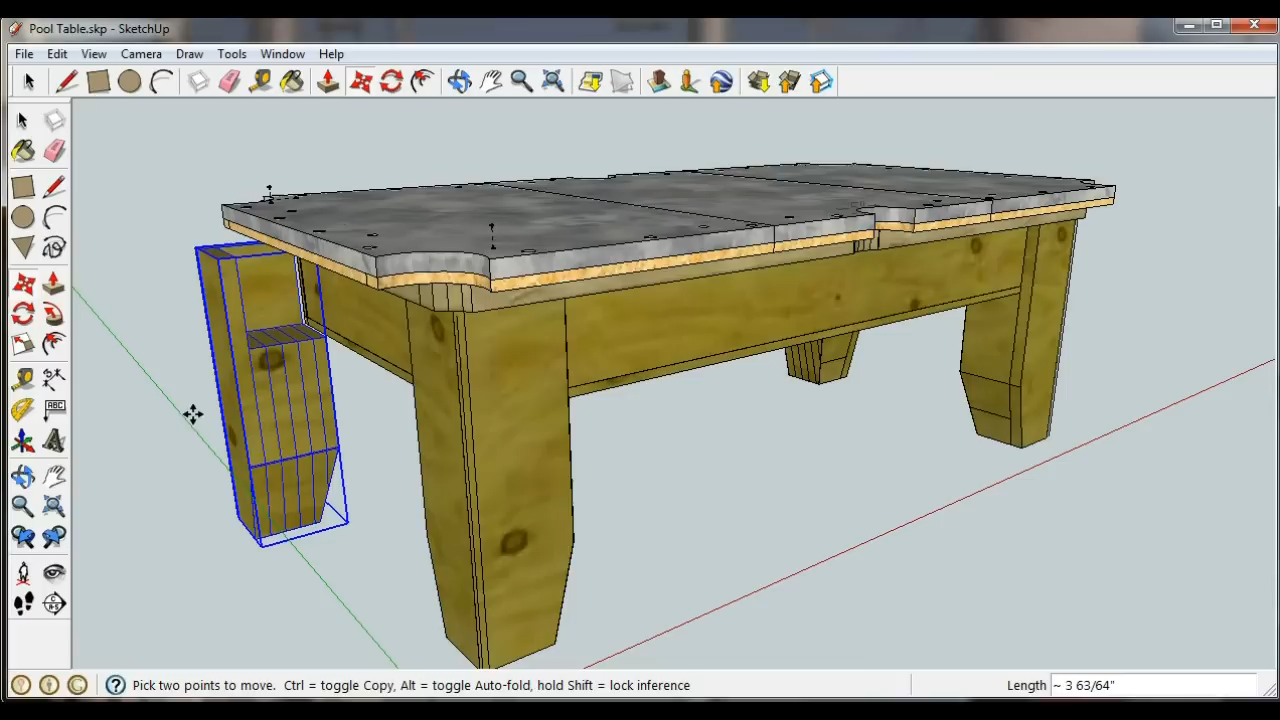 Pool Table.skp - SketchUp
File Edit View Camera Draw Tools Window Help
ABC
A
C
Pick two points to move. Ctrl = toggle Copy, Alt = toggle Auto-fold, hold Shift = lock inference
Length ~ 3 63/64"